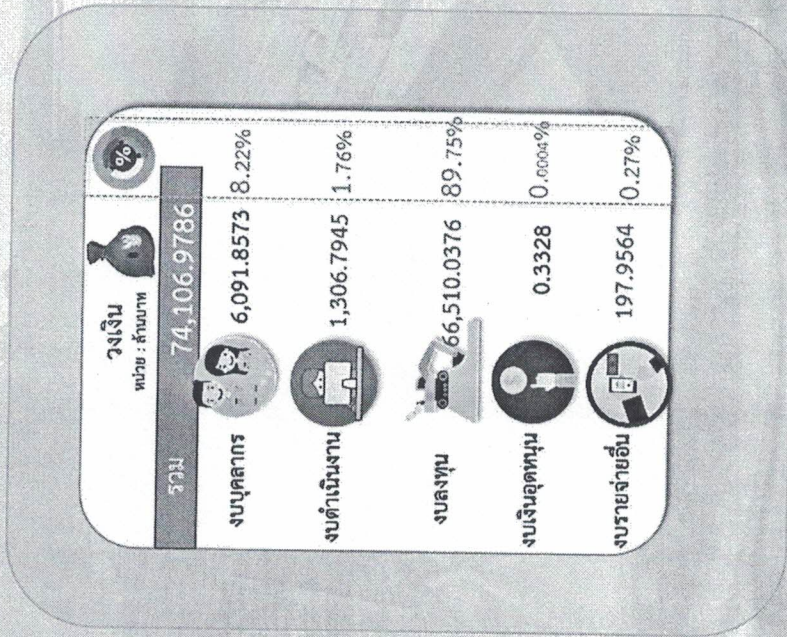 วงเงิน
หน่วย : ล้านบาท
%
รวม 74,106.9786
งบบุคลากร 6,091.8573 8.22%
งบดำเนินงาน 1,306.7945 1.76%
งบลงทุน 66,510.0376 89.75%
งบเงินอุดหนุน 0.3328 0.0004%
งบรายจ่ายอื่น 197.9564 0.27%